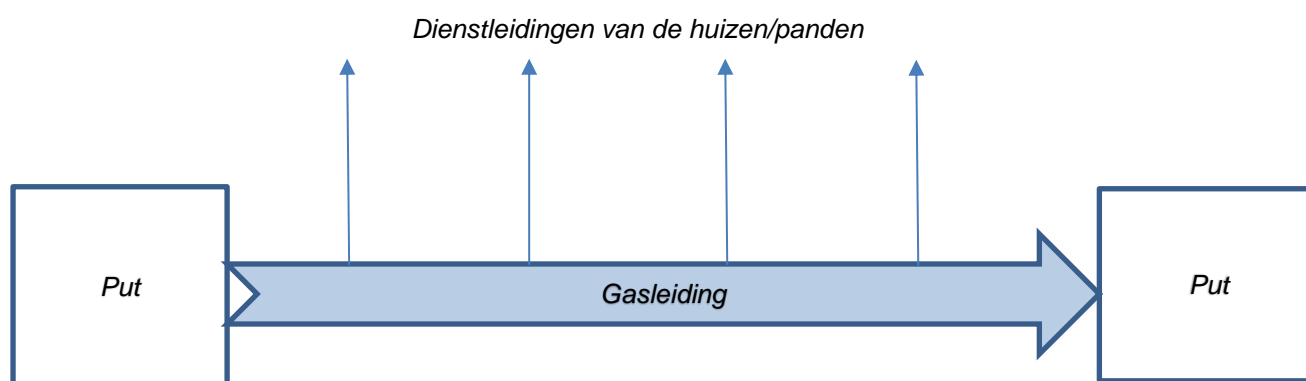 Dienstleidingen van de huizen/panden
Put
Gasleiding
Put